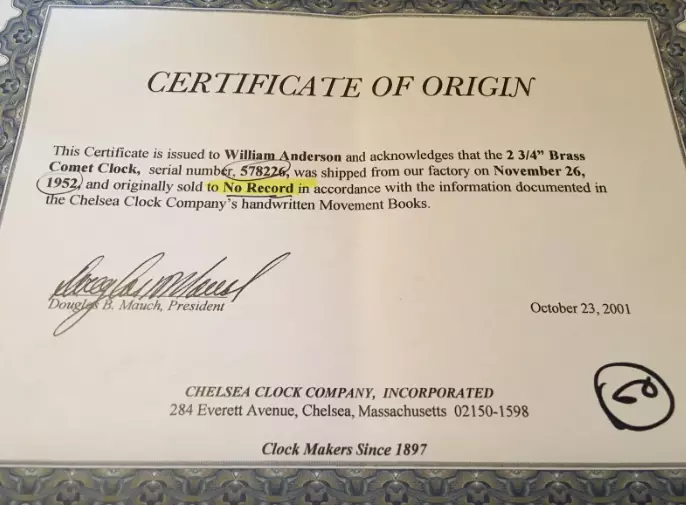 CERTIFICATE OF ORIGIN
This Certificate is issued to William Anderson and acknowledges that the 2 3/4” Brass
Comet Clock, serial number, 578226, was shipped from our factory on November 26,
1952, and originally sold to No Record in accordance with the information documented in
the Chelsea Clock Company's handwritten Movement Books.
Douglas B. Mauch
Douglas B. Mauch, President
October 23, 2001
CHELSEA CLOCK COMPANY, INCORPORATED
284 Everett Avenue, Chelsea, Massachusetts 02150-1598
Clock Makers Since 1897